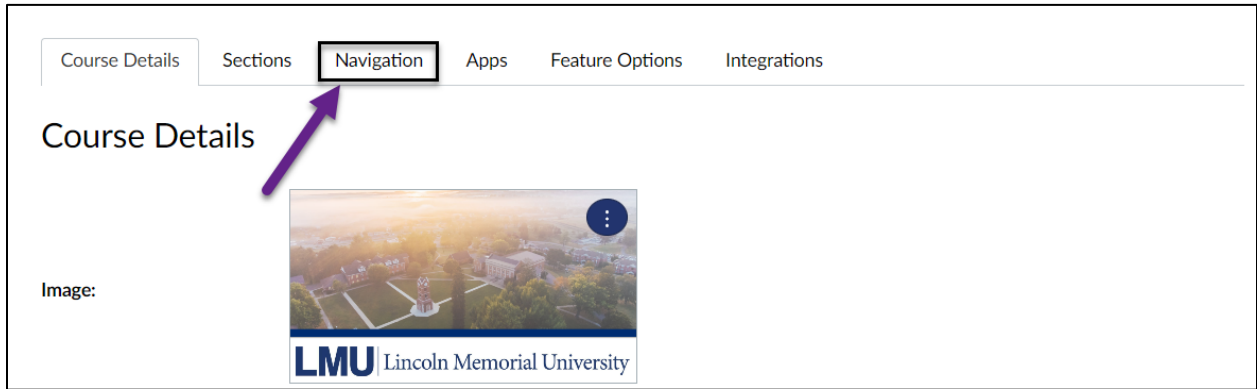 Course Details Sections Navigation Apps Feature Options Integrations
Course Details
Image:
LMU Lincoln Memorial University